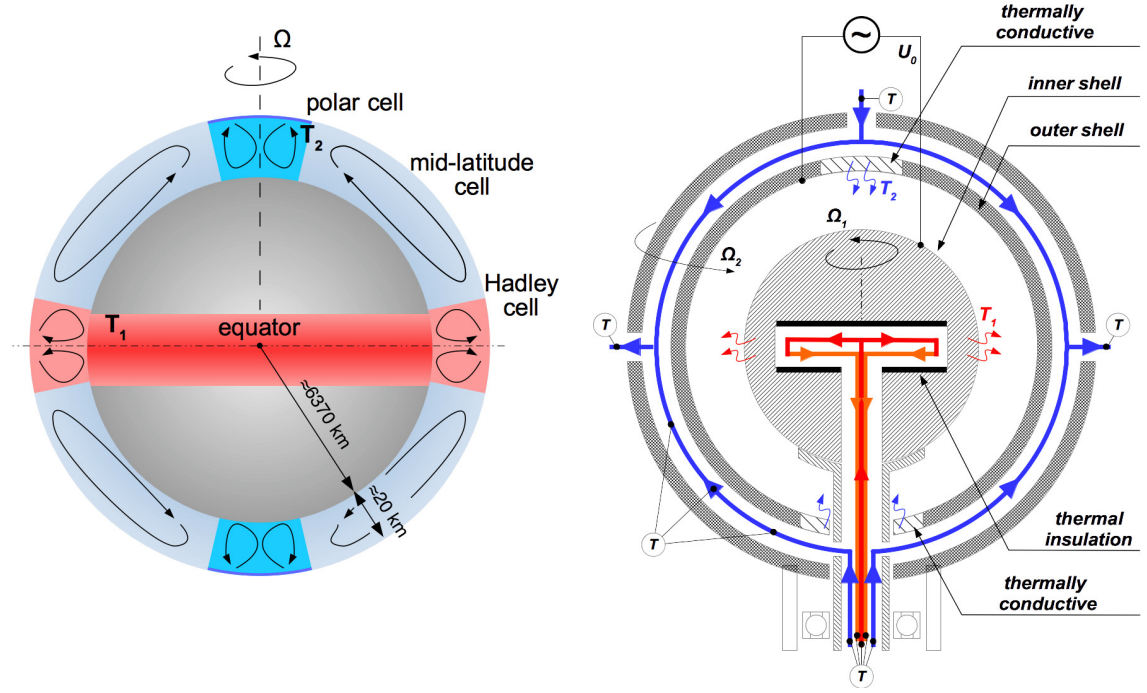 Ω
polar cell
T2
mid-latitude
cell
Hadley
cell
T1
equator
≈6370 km
≈20 km
thermally
conductive
~
U0
inner shell
outer shell
T
T2
Ω1
Ω2
T1
T
T
T
thermal
insulation
thermally
conductive
T